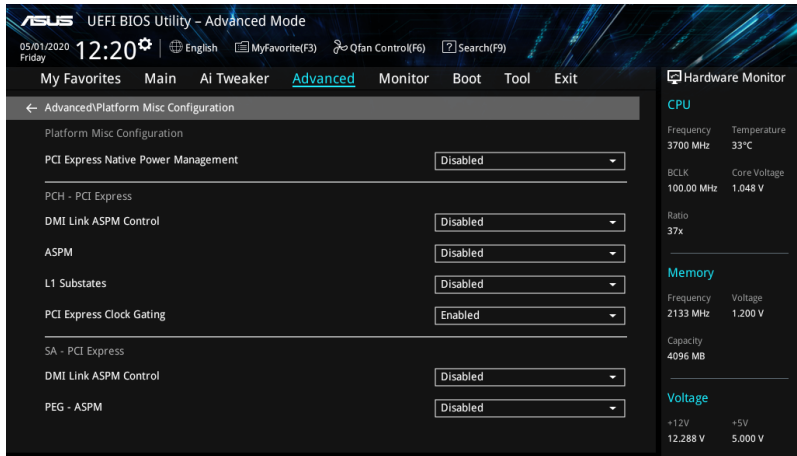 ASUS UEFI BIOS Utility – Advanced Mode
05/01/2020 Friday 12:20 English MyFavorite(F3) Qfan Control(F6) ? Search(F9)
My Favorites Main Ai Tweaker Advanced Monitor Boot Tool Exit
← Advanced\Platform Misc Configuration
Platform Misc Configuration
PCI Express Native Power Management Disabled
PCH - PCI Express
DMI Link ASPM Control Disabled
ASPM Disabled
L1 Substates Disabled
PCI Express Clock Gating Enabled
SA - PCI Express
DMI Link ASPM Control Disabled
PEG - ASPM Disabled
Hardware Monitor
CPU
Frequency Temperature
3700 MHz 33°C
BCLK Core Voltage
100.00 MHz 1.048 V
Ratio
37x
Memory
Frequency Voltage
2133 MHz 1.200 V
Capacity
4096 MB
Voltage
+12V +5V
12.288 V 5.000 V